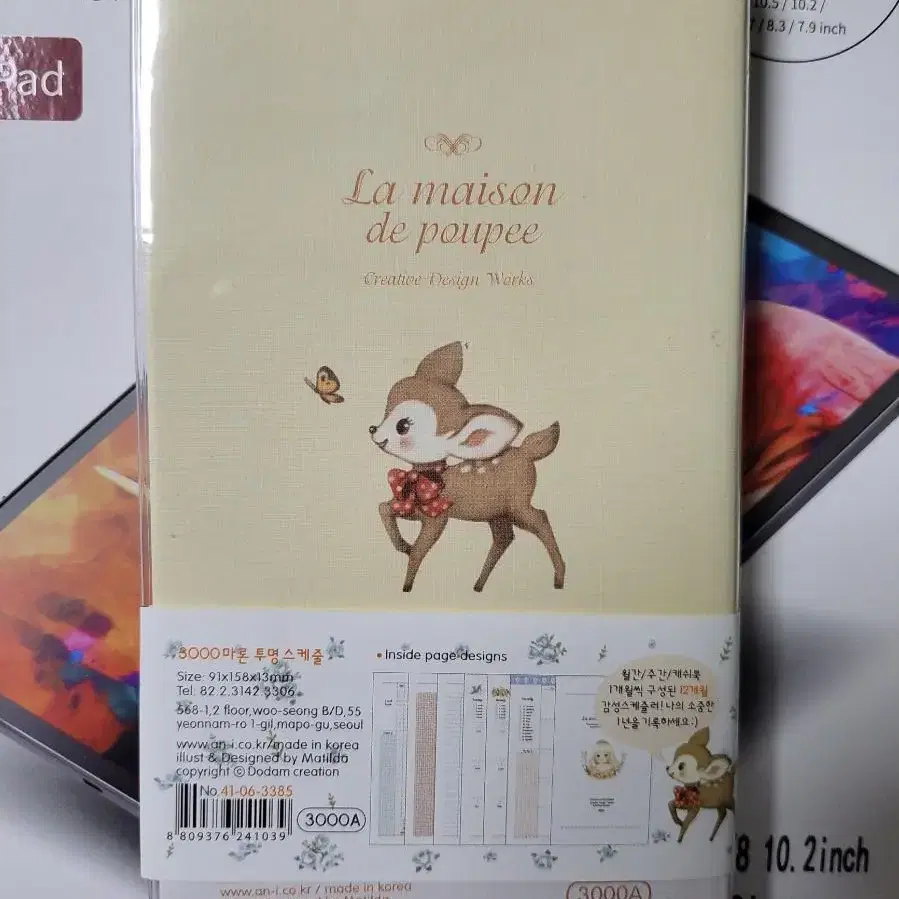 Pad
10.5 / 10.2 /
/ 8.3 / 7.9 inch
La maison
de poupee
Creative Design Works
3000마론 투명 스케줄
Size: 91x158x13mm
Tel. 82 2.3142 3306
568-1,2 floor,woo-seong B/D,55
yeonnam-ro 1-gil,mapo-gu,seoul
www.an-i.co.kr/made in korea
illust & Designed by Matilda
copyright ⓒ Dodam creation
No.41-06-3385
8 809376 241039
3000A
• Inside page designs
월간/주간/캐쉬북
1개월씩 구성된 12개월
감성스케줄러! 나의 소중한
1년을 기록하세요:)
8 10.2inch
www.an-i.co.kr / made in korea
3000A